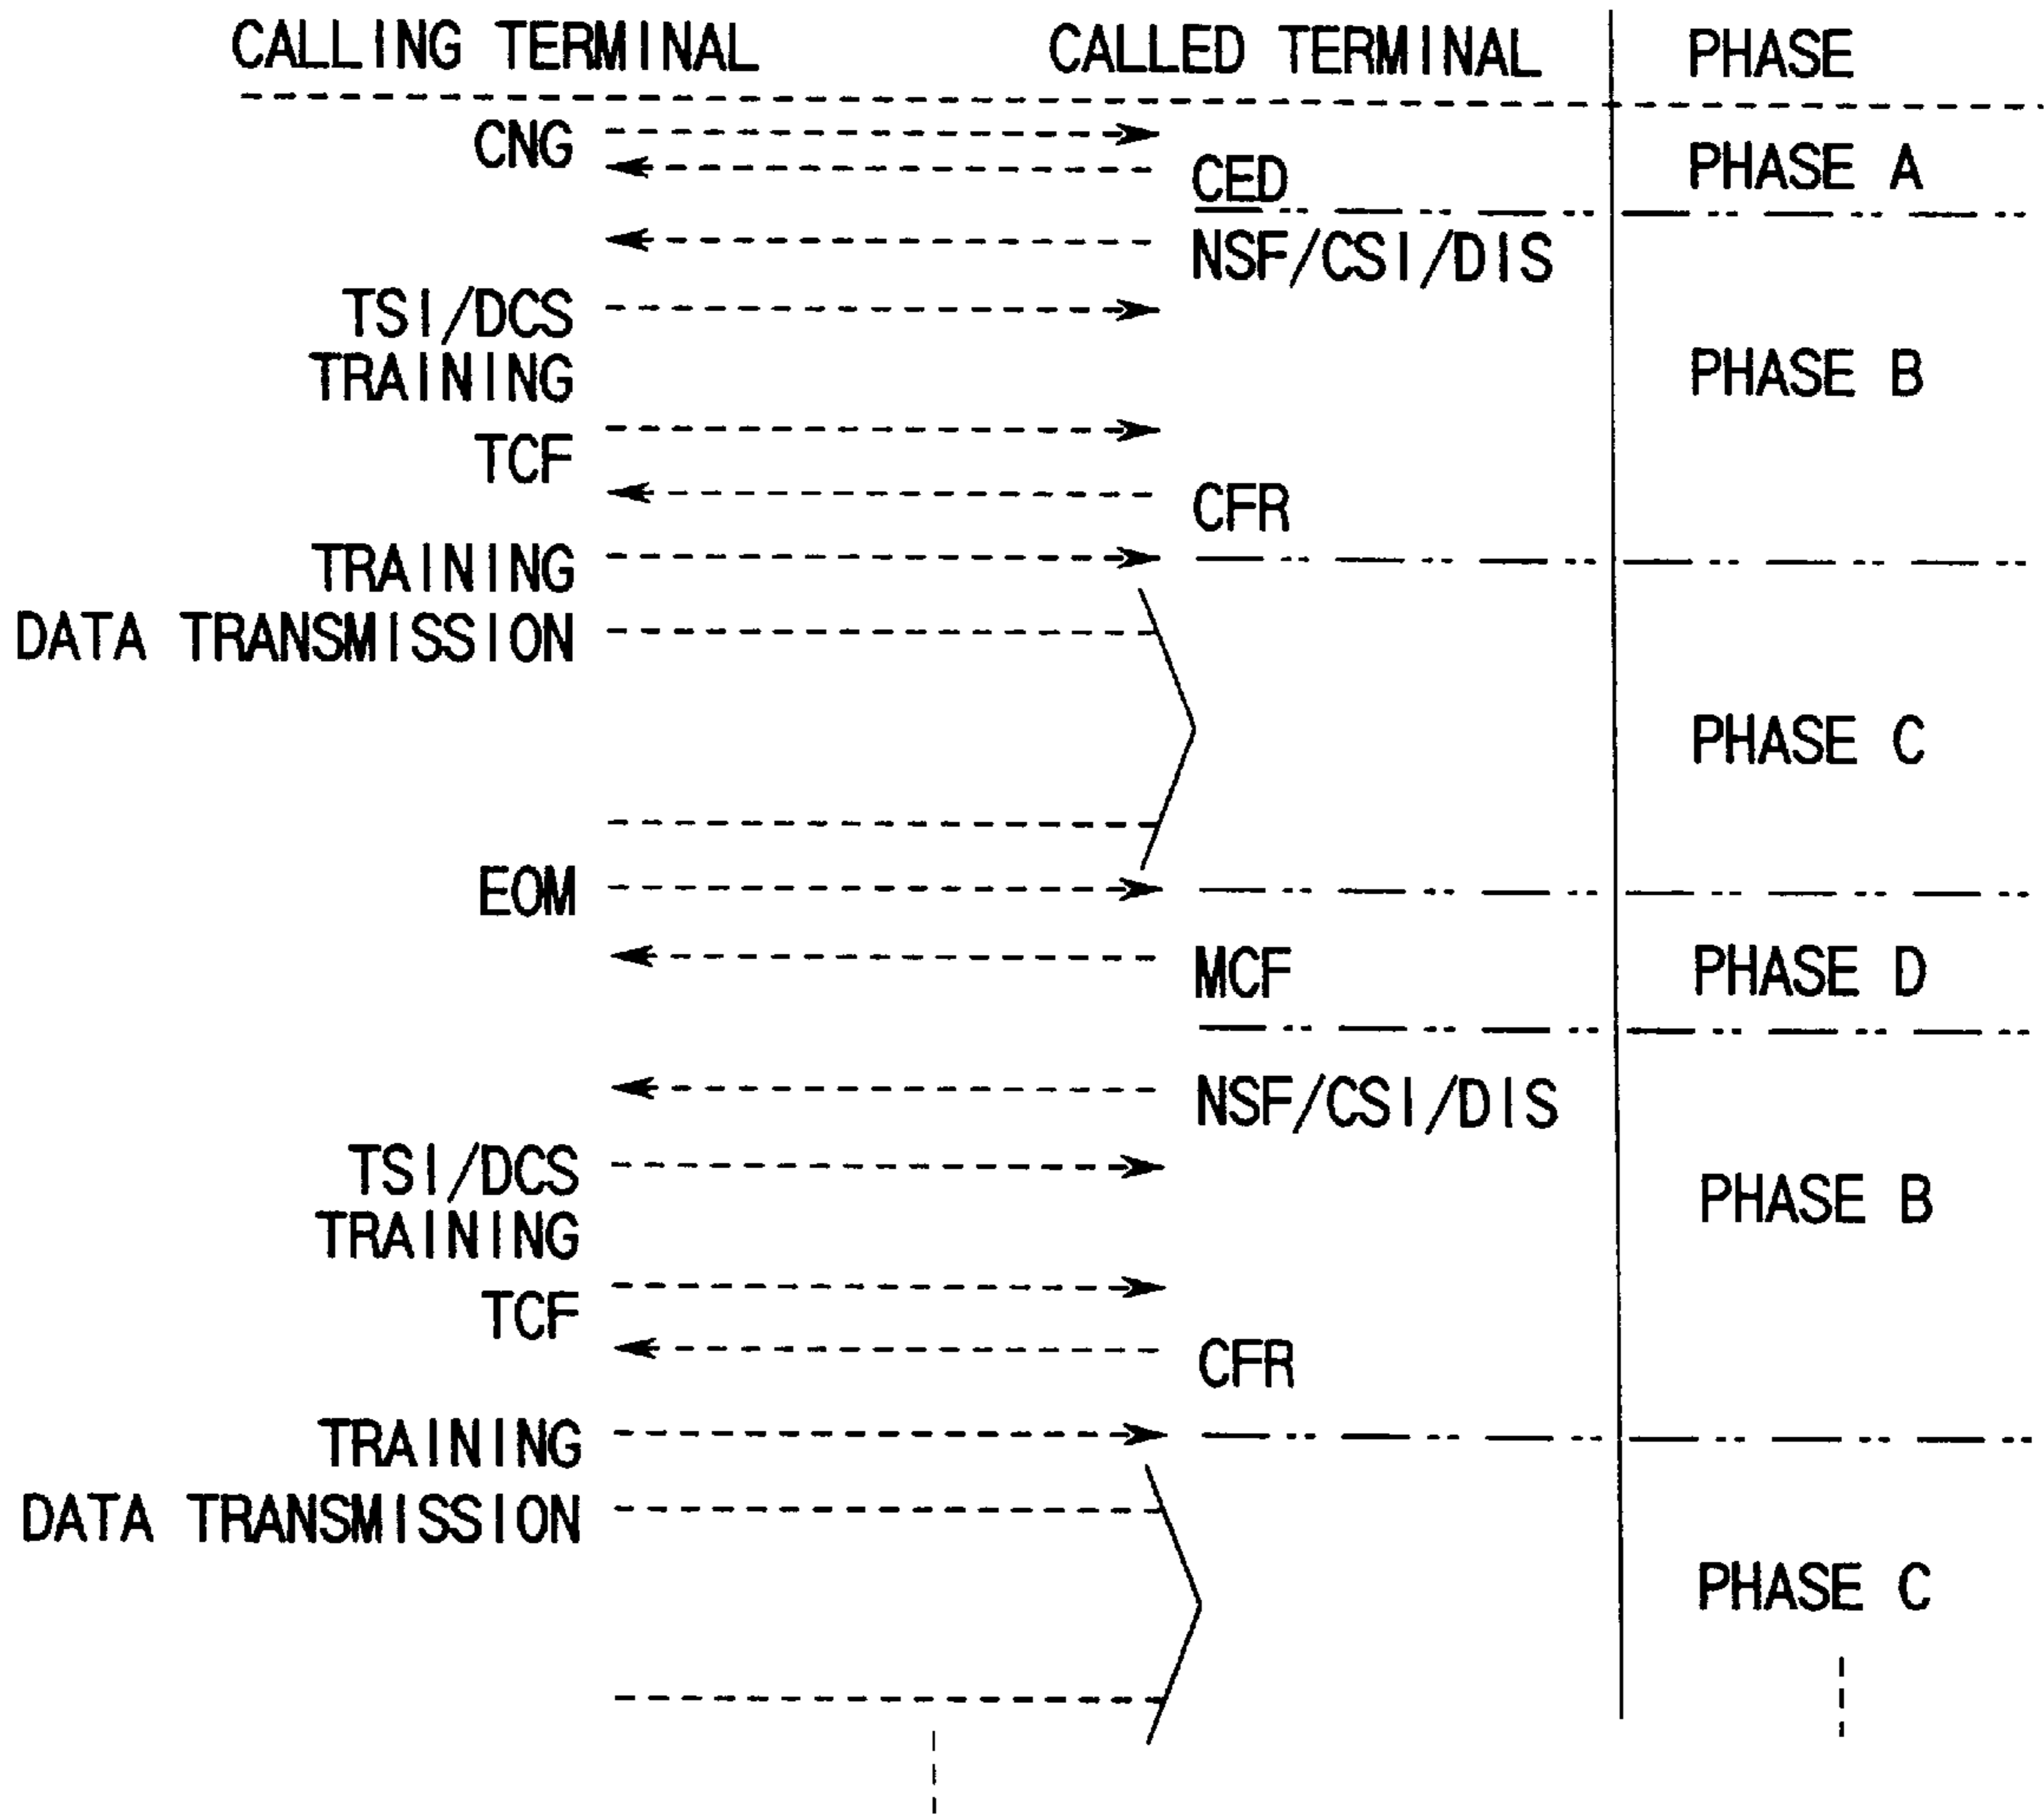 CALLING TERMINAL CALLED TERMINAL PHASE
CNG
CED
PHASE A
NSF/CSI/DIS
TSI/DCS
TRAINING
PHASE B
TCF
CFR
TRAINING
DATA TRANSMISSION
PHASE C
EOM
MCF
PHASE D
NSF/CSI/DIS
TSI/DCS
TRAINING
PHASE B
TCF
CFR
TRAINING
DATA TRANSMISSION
PHASE C